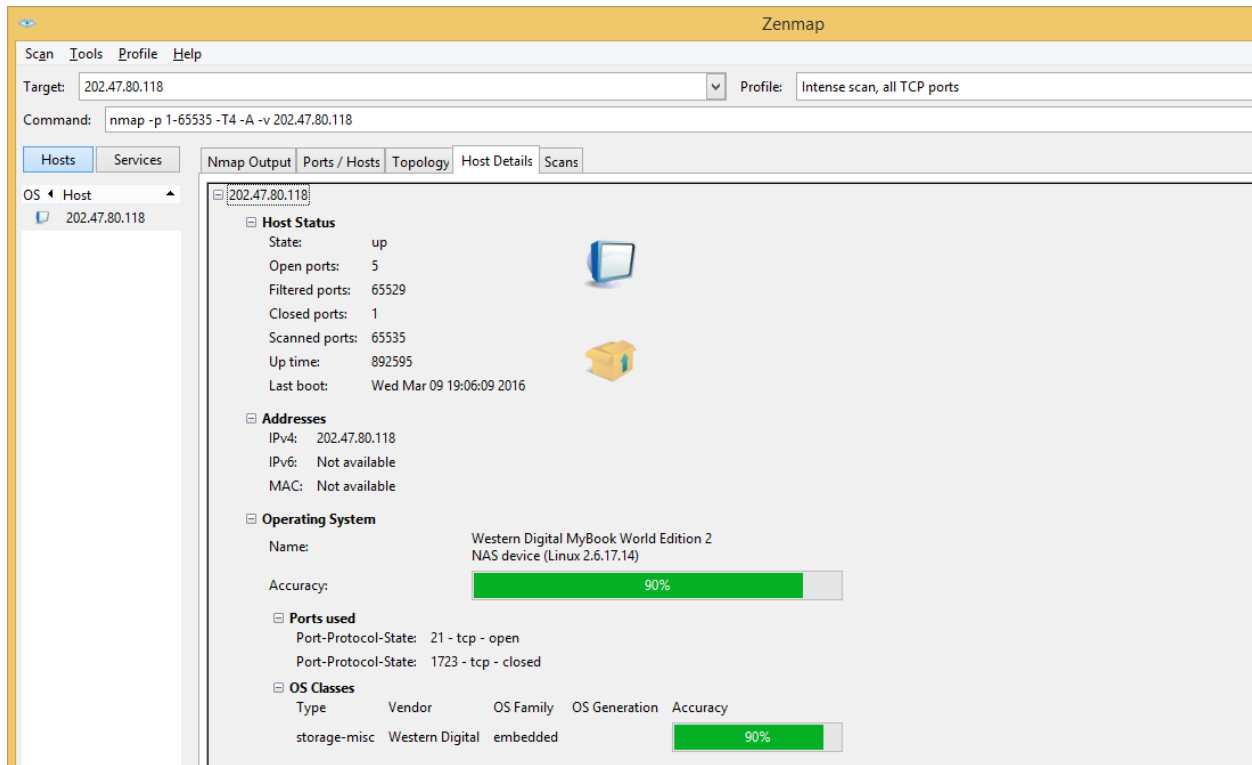 Zenmap
Scan Tools Profile Help
Target: 202.47.80.118 Profile: Intense scan, all TCP ports
Command: nmap -p 1-65535 -T4 -A -v 202.47.80.118
Hosts Services Nmap Output Ports / Hosts Topology Host Details Scans
OS Host
202.47.80.118
202.47.80.118
Host Status
State: up
Open ports: 5
Filtered ports: 65529
Closed ports: 1
Scanned ports: 65535
Up time: 892595
Last boot: Wed Mar 09 19:06:09 2016
Addresses
IPv4: 202.47.80.118
IPv6: Not available
MAC: Not available
Operating System
Name: Western Digital MyBook World Edition 2
NAS device (Linux 2.6.17.14)
Accuracy: 90%
Ports used
Port-Protocol-State: 21 - tcp - open
Port-Protocol-State: 1723 - tcp - closed
OS Classes
Type Vendor OS Family OS Generation Accuracy
storage-misc Western Digital embedded 90%